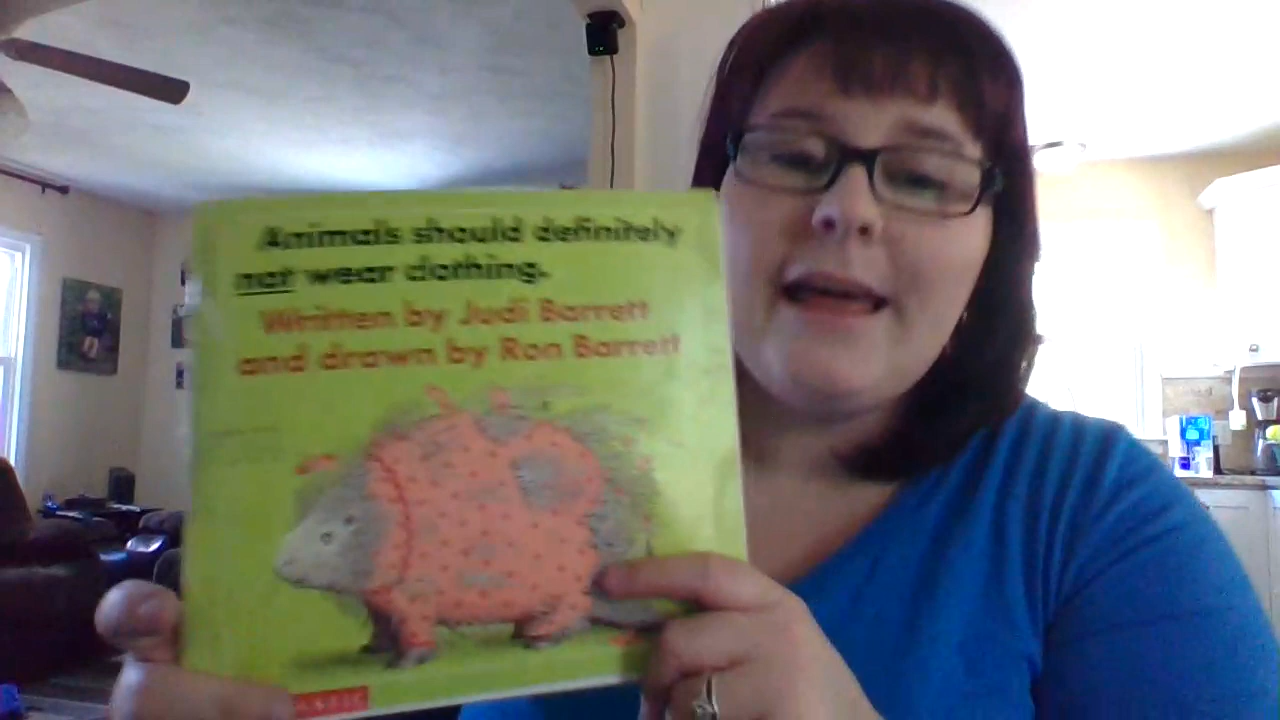 Animals should definitely
not wear clothing.
Written by Judi Barrett
and drawn by Ron Barrett